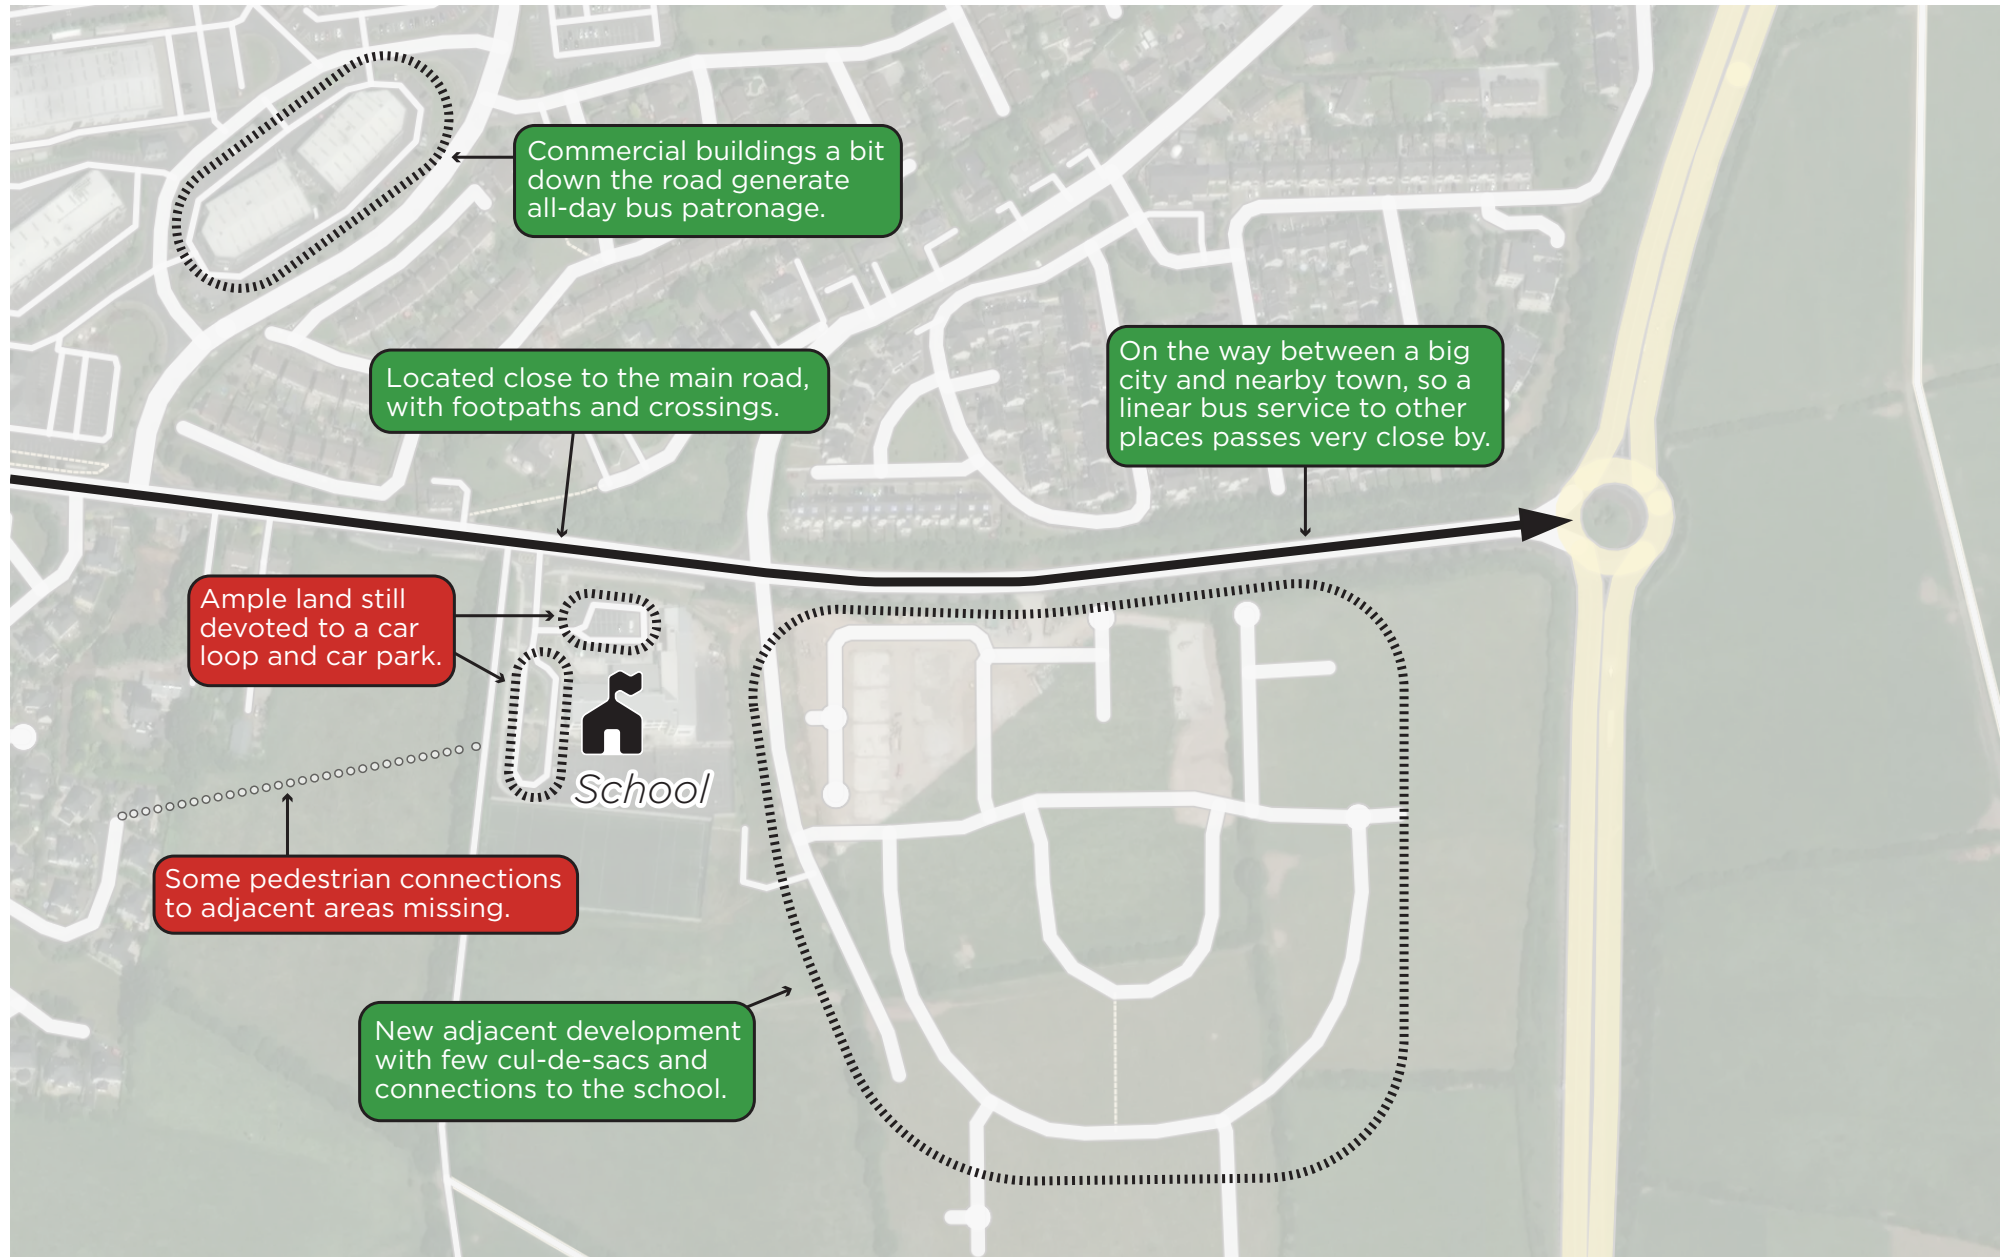 Commercial buildings a bit
down the road generate
all-day bus patronage.
Located close to the main road,
with footpaths and crossings.
On the way between a big
city and nearby town, so a
linear bus service to other
places passes very close by.
Ample land still
devoted to a car
loop and car park.
School
Some pedestrian connections
to adjacent areas missing.
New adjacent development
with few cul-de-sacs and
connections to the school.